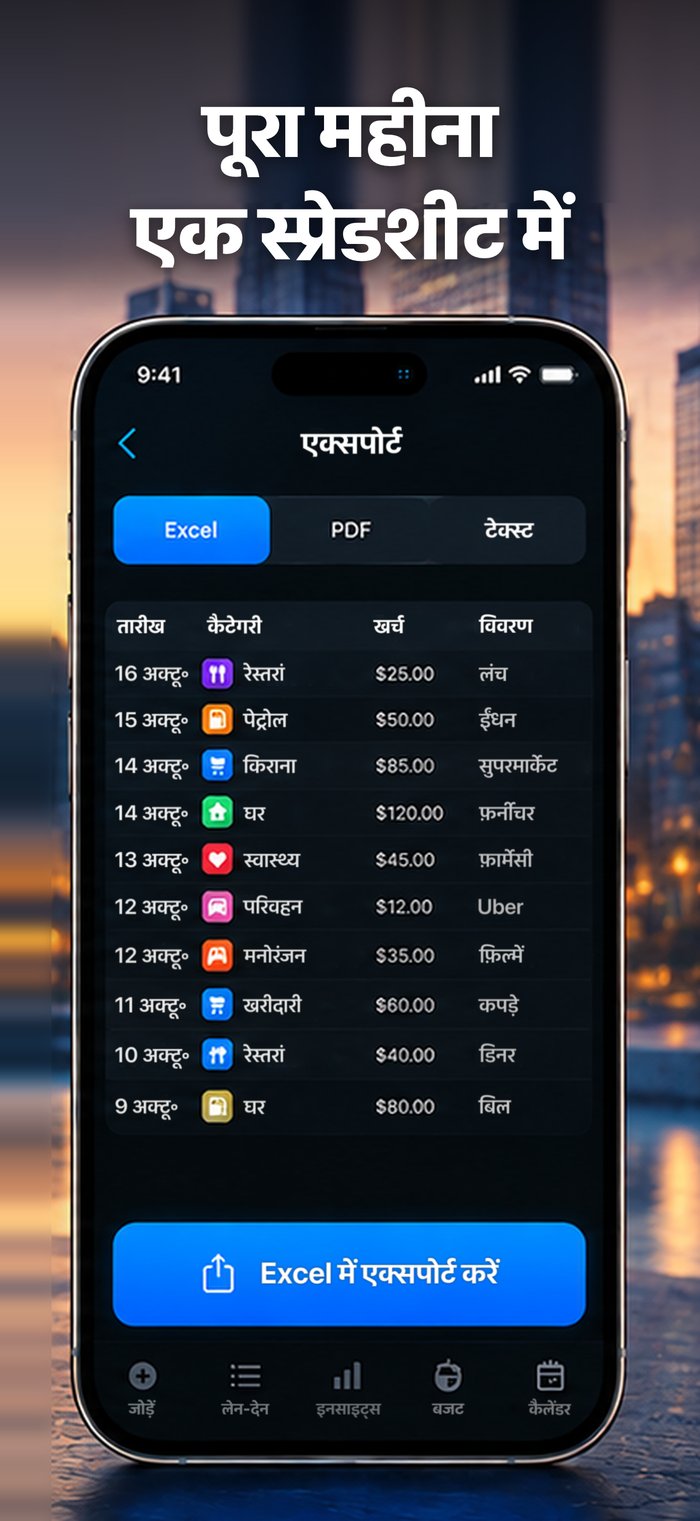 पूरा महीना
एक स्प्रेडशीट में
9:41
एक्सपोर्ट
Excel PDF टेक्स्ट
तारीख कैटेगरी खर्च विवरण
16 अक्टू॰ रेस्तरां $25.00 लंच
15 अक्टू॰ पेट्रोल $50.00 ईंधन
14 अक्टू॰ किराना $85.00 सुपरमार्केट
14 अक्टू॰ घर $120.00 फ़र्नीचर
13 अक्टू॰ स्वास्थ्य $45.00 फ़ार्मेसी
12 अक्टू॰ परिवहन $12.00 Uber
12 अक्टू॰ मनोरंजन $35.00 फ़िल्में
11 अक्टू॰ खरीदारी $60.00 कपड़े
10 अक्टू॰ रेस्तरां $40.00 डिनर
9 अक्टू॰ घर $80.00 बिल
Excel में एक्सपोर्ट करें
जोड़ें लेन-देन इनसाइट्स बजट कैलेंडर